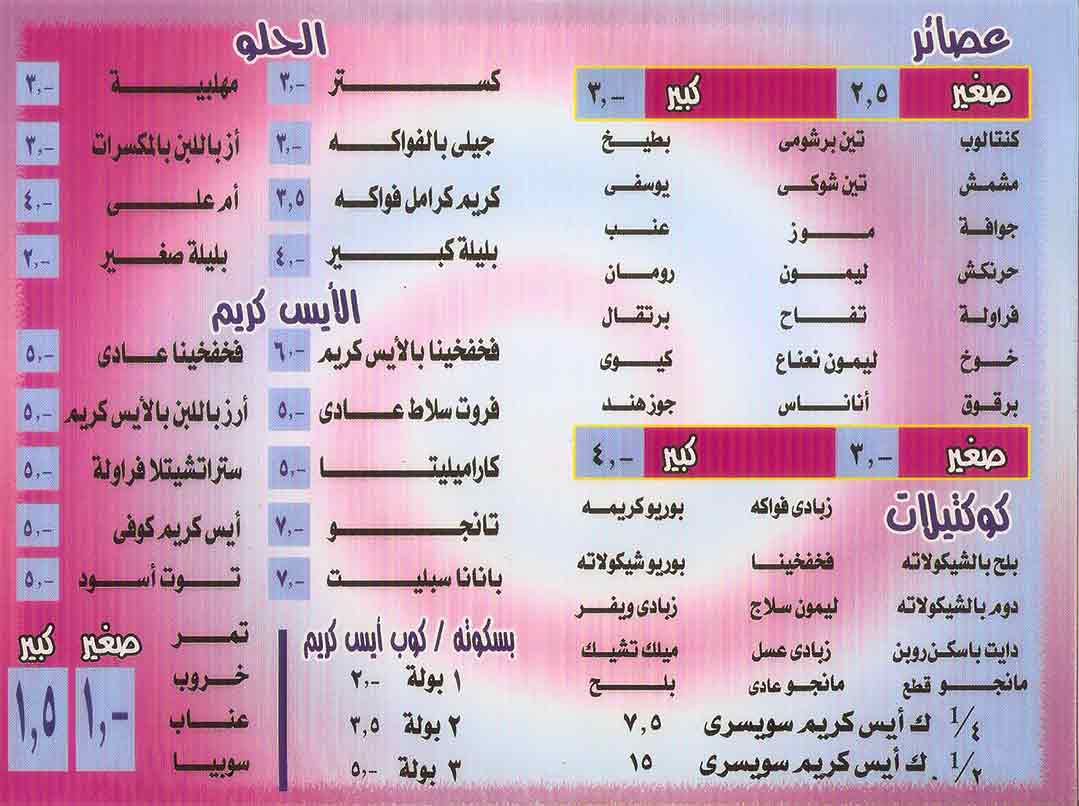 عصائر
صغير ٢,٥ كبير ٣,-
كنتالوب تين برشومى بطيخ
مشمش تين شوكى يوسفى
جوافة موز عنب
حرنكش ليمون رومان
فراولة تفاح برتقال
خوخ ليمون نعناع كيوى
برقوق أناناس جوز هند
صغير ٣,- كبير ٤,-
كوكتيلات
زبادى فواكه بوريو كريمه
بلح بالشيكولاته فخفخينا بوريو شيكولاته
دوم بالشيكولاته ليمون سلاج زبادى ويفر
دايت باسكن روبن زبادى عسل ميلك تشيك
مانجو قطع مانجو عادى بلح
١/٤ ك أيس كريم سويسرى ٧,٥
١/٢ ك أيس كريم سويسرى ١٥
الحلو
كستر ٣,- مهلبية ٣,-
جيلى بالفواكه ٣,- أز باللبن بالمكسرات ٣,-
كريم كرامل فواكه ٣,٥ أم على ٤,-
بليلة كبير ٤,- بليلة صغير ٢,-
الأيس كريم
فخفخينا بالأيس كريم ٦,- فخفخينا عادى ٥,-
فروت سلاط عادى ٥,- أرز باللبن بالأيس كريم ٥,-
كاراميليتا ٥,- ستراتشيتلا فراولة ٥,-
تانجو ٧,- أيس كريم كوفى ٥,-
بانانا سبليت ٧,- توت أسود ٥,-
بسكوته / كوب أيس كريم
١ بولة ٢,-
٢ بولة ٣,٥
٣ بولة ٥,-
صغير كبير
تمر
خروب
عناب
سوبيا
١,- ١,٥